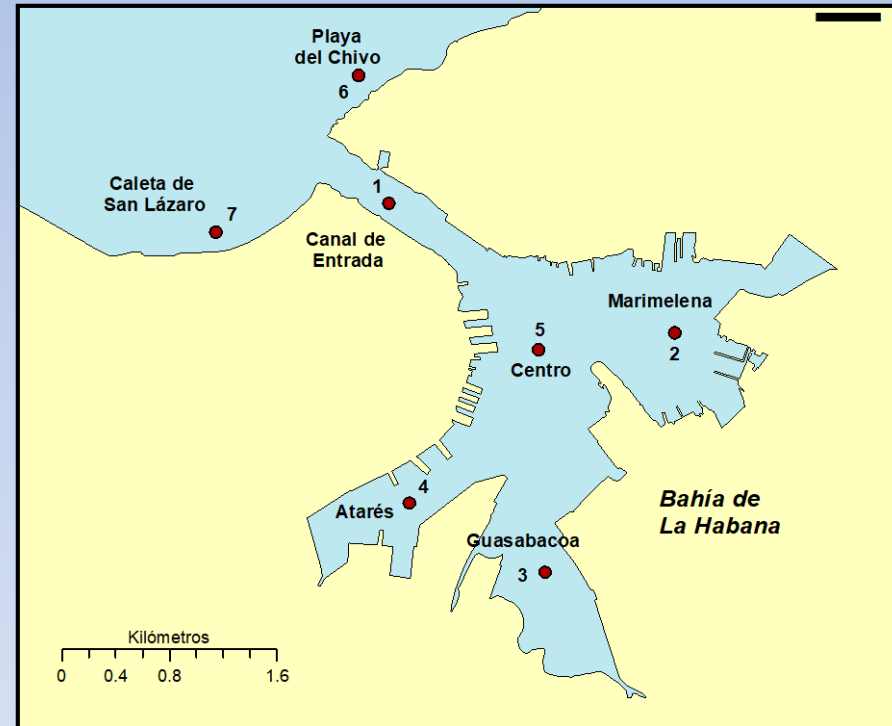 Playa
del Chivo
6
1
Caleta de
San Lázaro
7
Canal de
Entrada
Marimelena
5
2
Centro
4
Atarés
Bahía de
La Habana
Guasabacoa
3
Kilómetros
0 0.4 0.8 1.6